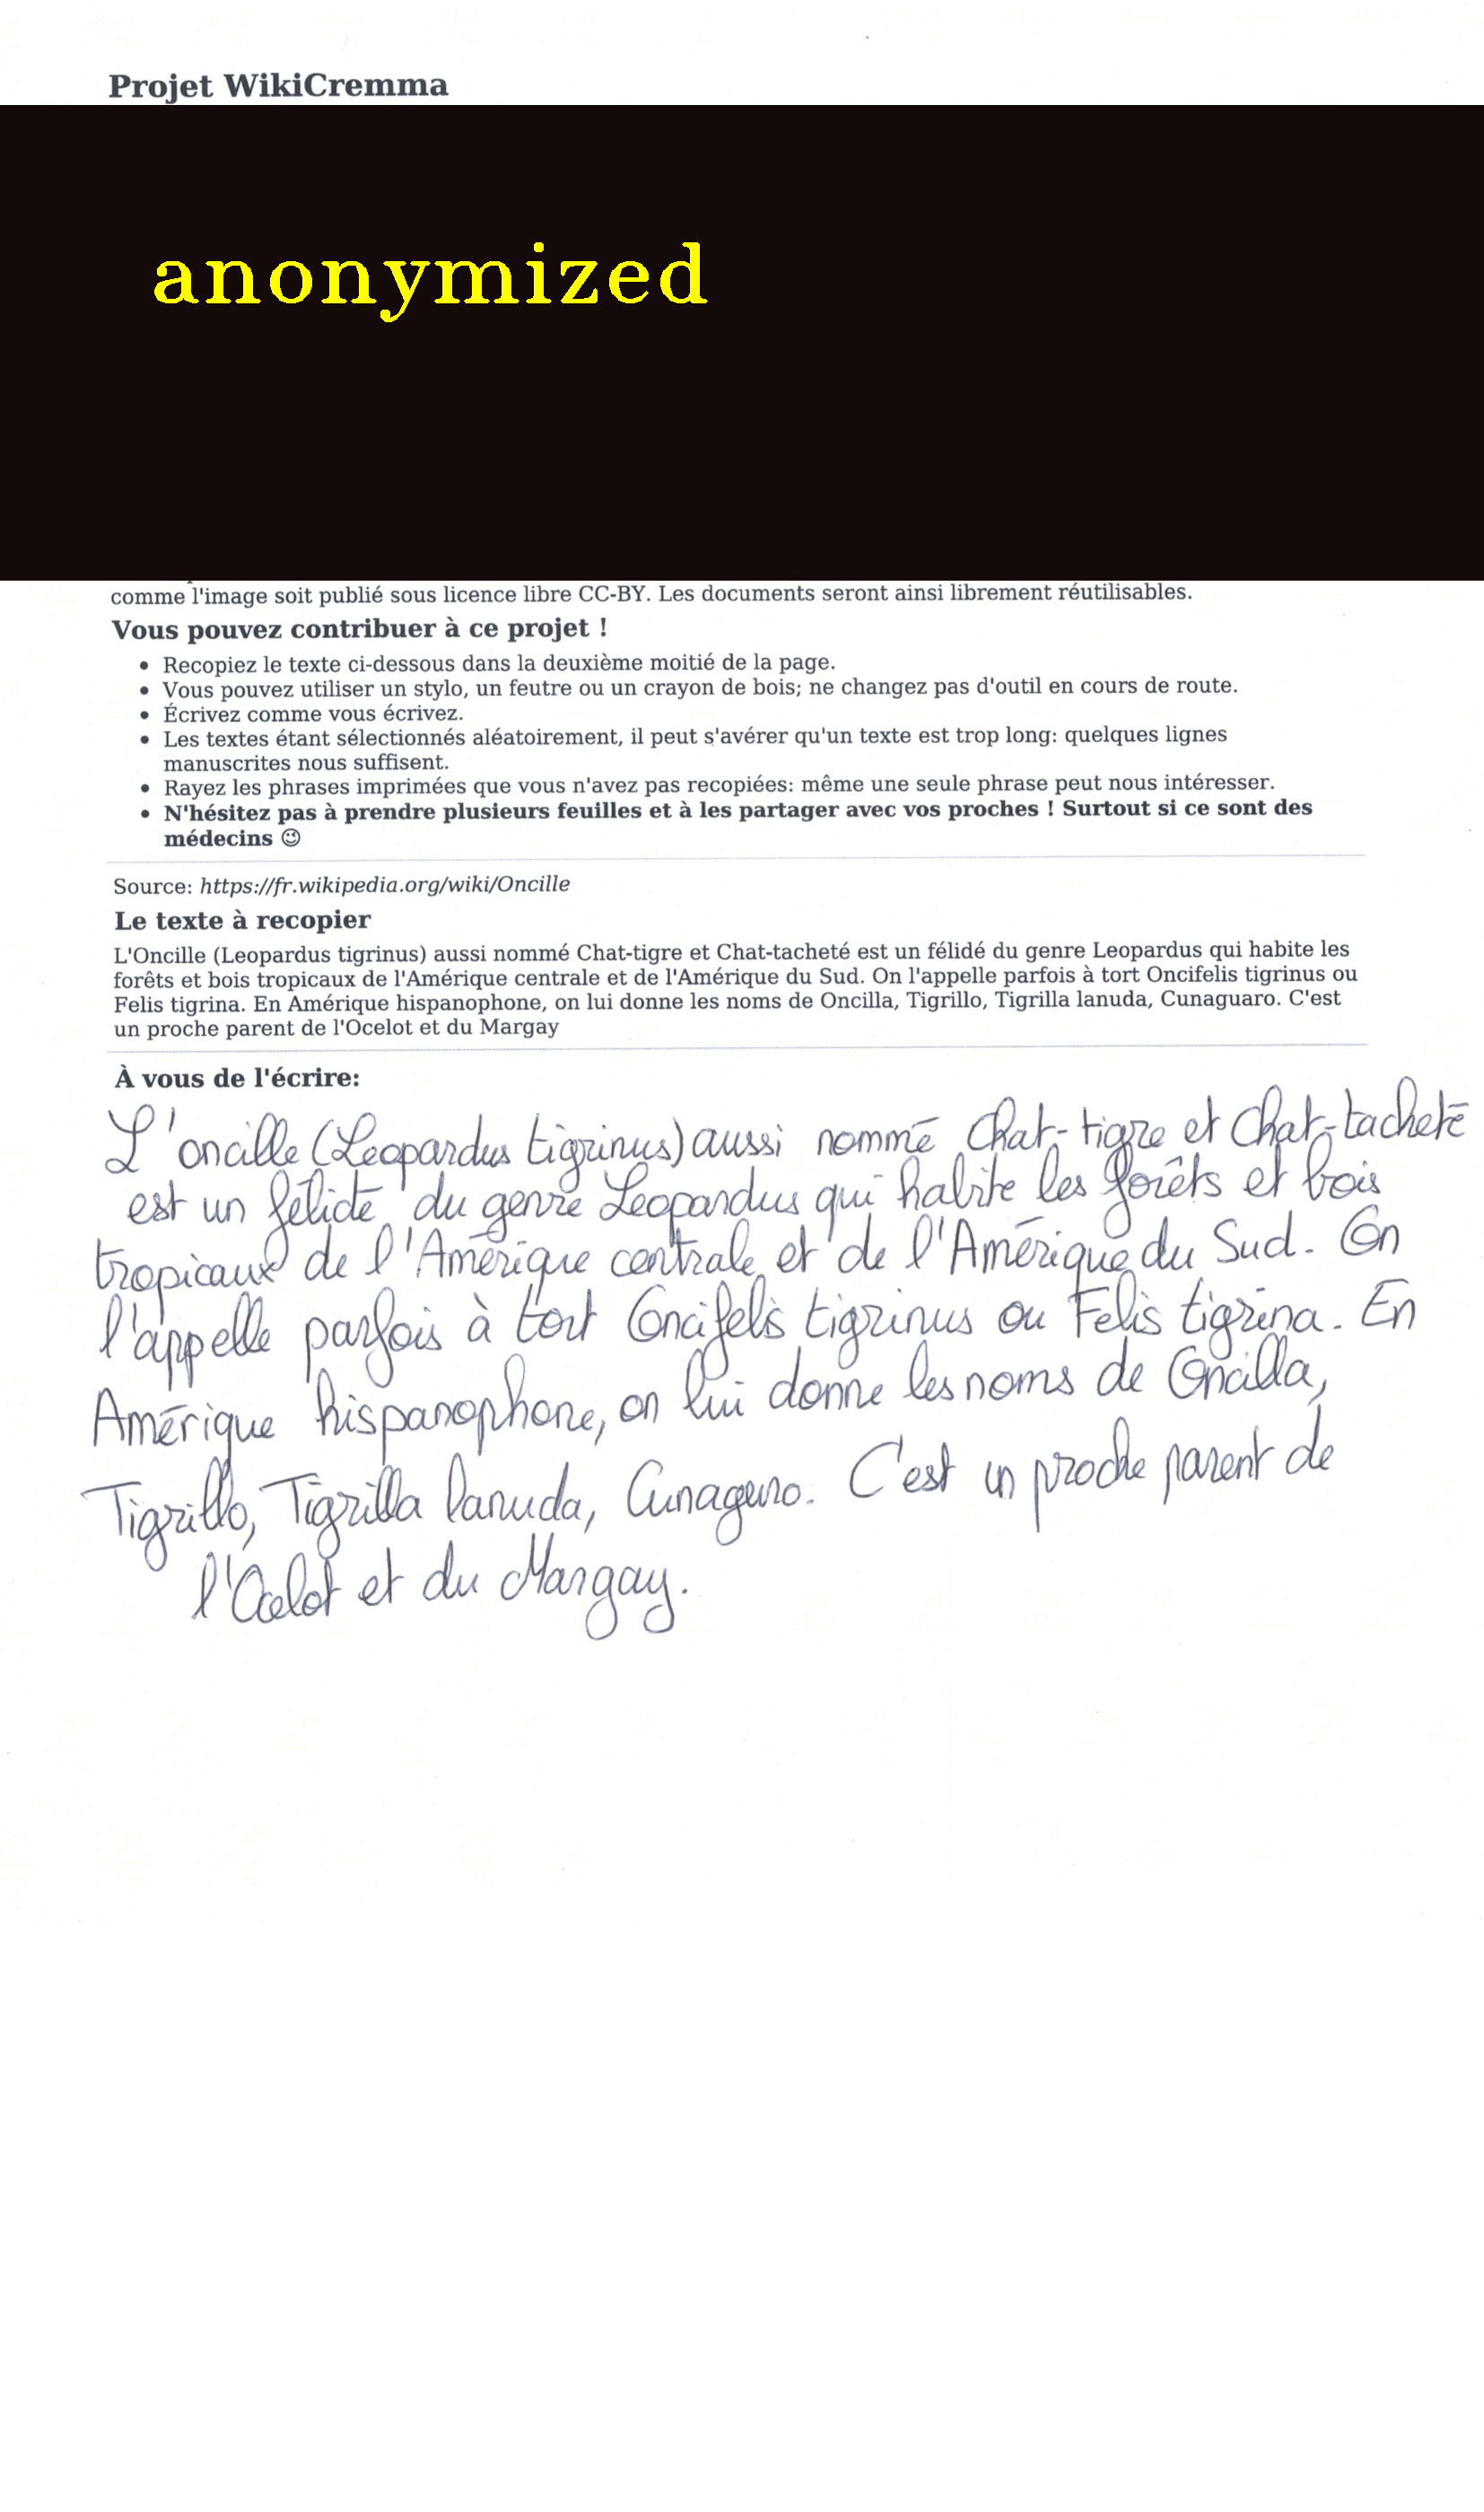 Projet WikiCremma
anonymized
comme l'image soit publié sous licence libre CC-BY. Les documents seront ainsi librement réutilisables.
Vous pouvez contribuer à ce projet !
• Recopiez le texte ci-dessous dans la deuxième moitié de la page.
• Vous pouvez utiliser un stylo, un feutre ou un crayon de bois; ne changez pas d'outil en cours de route.
• Écrivez comme vous écrivez.
• Les textes étant sélectionnés aléatoirement, il peut s'avérer qu'un texte est trop long: quelques lignes
manuscrites nous suffisent.
• Rayez les phrases imprimées que vous n'avez pas recopiées: même une seule phrase peut nous intéresser.
• N'hésitez pas à prendre plusieurs feuilles et à les partager avec vos proches ! Surtout si ce sont des
médecins 😉
Source: https://fr.wikipedia.org/wiki/Oncille
Le texte à recopier
L'Oncille (Leopardus tigrinus) aussi nommé Chat-tigre et Chat-tacheté est un félidé du genre Leopardus qui habite les
forêts et bois tropicaux de l'Amérique centrale et de l'Amérique du Sud. On l'appelle parfois à tort Oncifelis tigrinus ou
Felis tigrina. En Amérique hispanophone, on lui donne les noms de Oncilla, Tigrillo, Tigrilla lanuda, Cunaguaro. C'est
un proche parent de l'Ocelot et du Margay
À vous de l'écrire:
L'oncille (Leopardus tigrinus) aussi nommé Chat-tigre et Chat-tacheté
est un félidé du genre Leopardus qui habite les forêts et bois
tropicaux de l'Amérique centrale et de l'Amérique du Sud. On
l'appelle parfois à tort Oncifelis tigrinus ou Felis tigrina. En
Amérique hispanophone, on lui donne les noms de Oncilla,
Tigrillo, Tigrilla lanuda, Cunaguro. C'est un proche parent de
l'Ocelot et du Margay.